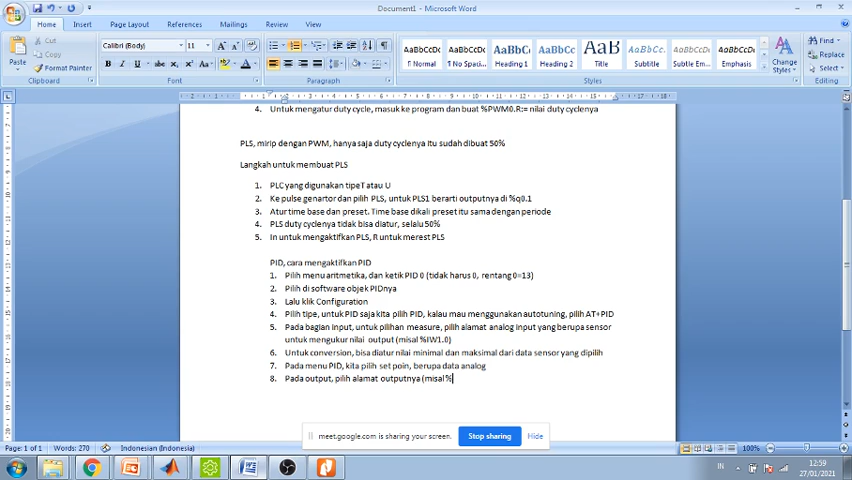 Document1 - Microsoft Word
Home Insert Page Layout References Mailings Review View
Cut
Copy
Paste
Format Painter
Clipboard
Calibri (Body) 11
Font
Paragraph
AaBbCcDc AaBbCcDc AaBbCc AaBbCc AaB AaBbCc. AaBbCcDt AaBbCcDt
¶ Normal ¶ No Spaci... Heading 1 Heading 2 Title Subtitle Subtle Em... Emphasis
Styles
Change Styles
Find
Replace
Select
Editing
4. Untuk mengatur duty cycle, masuk ke program dan buat %PWM0.R:= nilai duty cyclenya
PLS, mirip dengan PWM, hanya saja duty cyclenya itu sudah dibuat 50%
Langkah untuk membuat PLS
1. PLC yang digunakan tipeT atau U
2. Ke pulse genartor dan pilih PLS, untuk PLS1 berarti outputnya di %q0.1
3. Atur time base dan preset. Time base dikali preset itu sama dengan periode
4. PLS duty cyclenya tidak bisa diatur, selalu 50%
5. In untuk mengaktifkan PLS, R untuk merest PLS
PID, cara mengaktifkan PID
1. Pilih menu aritmetika, dan ketik PID 0 (tidak harus 0, rentang 0=13)
2. Pilih di software objek PIDnya
3. Lalu klik Configuration
4. Pilih tipe, untuk PID saja kita pilih PID, kalau mau menggunakan autotuning, pilih AT+PID
5. Pada bagian input, untuk pilihan measure, pilih alamat analog input yang berupa sensor
untuk mengukur nilai output (misal %IW1.0)
6. Untuk conversion, bisa diatur nilai minimal dan maksimal dari data sensor yang dipilih
7. Pada menu PID, kita pilih set poin, berupa data analog
8. Pada output, pilih alamat outputnya (misal %
meet.google.com is sharing your screen. Stop sharing Hide
Page: 1 of 1 Words: 270 Indonesian (Indonesia) 100%
IN
12:59
27/01/2021